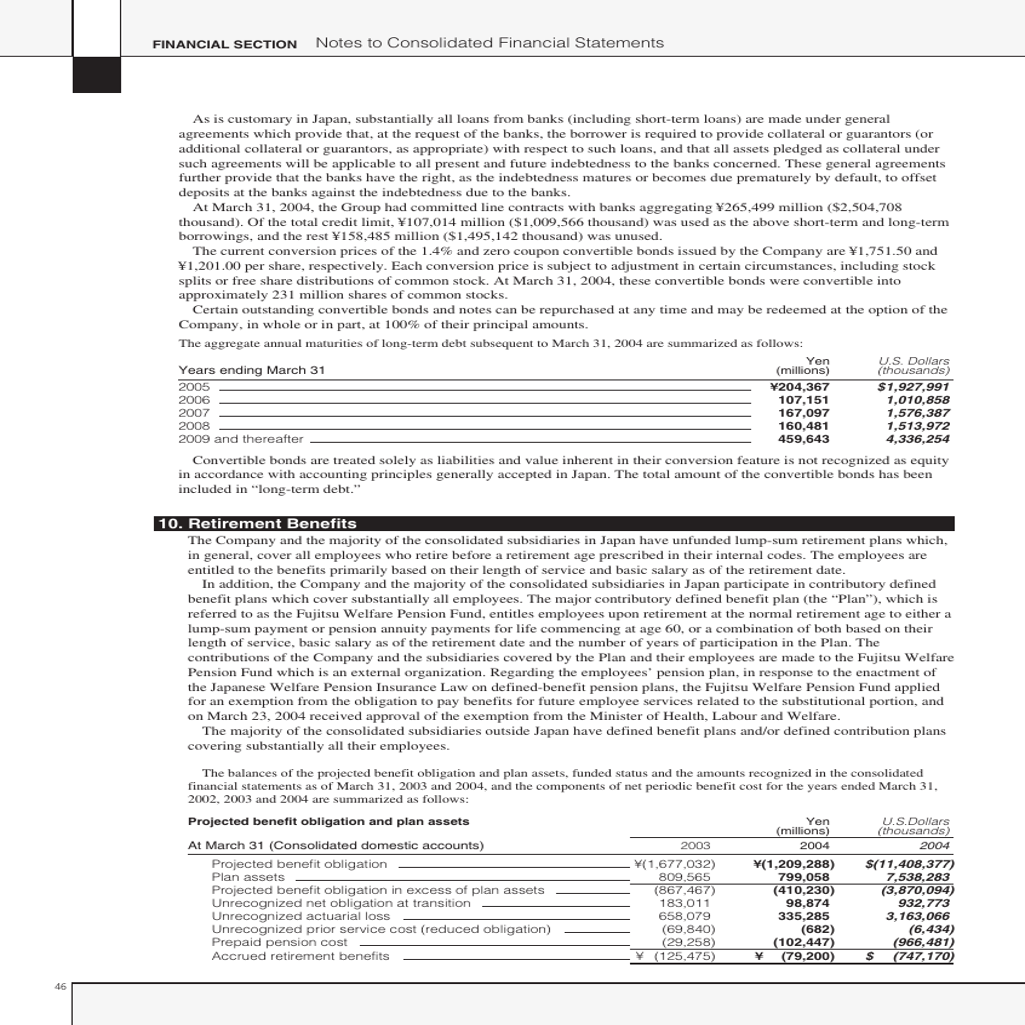 FINANCIAL SECTION Notes to Consolidated Financial Statements
As is customary in Japan, substantially all loans from banks (including short-term loans) are made under general
agreements which provide that, at the request of the banks, the borrower is required to provide collateral or guarantors (or
additional collateral or guarantors, as appropriate) with respect to such loans, and that all assets pledged as collateral under
such agreements will be applicable to all present and future indebtedness to the banks concerned. These general agreements
further provide that the banks have the right, as the indebtedness matures or becomes due prematurely by default, to offset
deposits at the banks against the indebtedness due to the banks.
At March 31, 2004, the Group had committed line contracts with banks aggregating ¥265,499 million ($2,504,708
thousand). Of the total credit limit, ¥107,014 million ($1,009,566 thousand) was used as the above short-term and long-term
borrowings, and the rest ¥158,485 million ($1,495,142 thousand) was unused.
The current conversion prices of the 1.4% and zero coupon convertible bonds issued by the Company are ¥1,751.50 and
¥1,201.00 per share, respectively. Each conversion price is subject to adjustment in certain circumstances, including stock
splits or free share distributions of common stock. At March 31, 2004, these convertible bonds were convertible into
approximately 231 million shares of common stocks.
Certain outstanding convertible bonds and notes can be repurchased at any time and may be redeemed at the option of the
Company, in whole or in part, at 100% of their principal amounts.
The aggregate annual maturities of long-term debt subsequent to March 31, 2004 are summarized as follows:
Yen U.S. Dollars
Years ending March 31 (millions) (thousands)
2005 ¥204,367 $1,927,991
2006 107,151 1,010,858
2007 167,097 1,576,387
2008 160,481 1,513,972
2009 and thereafter 459,643 4,336,254
Convertible bonds are treated solely as liabilities and value inherent in their conversion feature is not recognized as equity
in accordance with accounting principles generally accepted in Japan. The total amount of the convertible bonds has been
included in “long-term debt.”
10. Retirement Benefits
The Company and the majority of the consolidated subsidiaries in Japan have unfunded lump-sum retirement plans which,
in general, cover all employees who retire before a retirement age prescribed in their internal codes. The employees are
entitled to the benefits primarily based on their length of service and basic salary as of the retirement date.
In addition, the Company and the majority of the consolidated subsidiaries in Japan participate in contributory defined
benefit plans which cover substantially all employees. The major contributory defined benefit plan (the “Plan”), which is
referred to as the Fujitsu Welfare Pension Fund, entitles employees upon retirement at the normal retirement age to either a
lump-sum payment or pension annuity payments for life commencing at age 60, or a combination of both based on their
length of service, basic salary as of the retirement date and the number of years of participation in the Plan. The
contributions of the Company and the subsidiaries covered by the Plan and their employees are made to the Fujitsu Welfare
Pension Fund which is an external organization. Regarding the employees’ pension plan, in response to the enactment of
the Japanese Welfare Pension Insurance Law on defined-benefit pension plans, the Fujitsu Welfare Pension Fund applied
for an exemption from the obligation to pay benefits for future employee services related to the substitutional portion, and
on March 23, 2004 received approval of the exemption from the Minister of Health, Labour and Welfare.
The majority of the consolidated subsidiaries outside Japan have defined benefit plans and/or defined contribution plans
covering substantially all their employees.
The balances of the projected benefit obligation and plan assets, funded status and the amounts recognized in the consolidated
financial statements as of March 31, 2003 and 2004, and the components of net periodic benefit cost for the years ended March 31,
2002, 2003 and 2004 are summarized as follows:
Projected benefit obligation and plan assets Yen U.S.Dollars
(millions) (thousands)
At March 31 (Consolidated domestic accounts) 2003 2004 2004
Projected benefit obligation ¥(1,677,032) ¥(1,209,288) $(11,408,377)
Plan assets 809,565 799,058 7,538,283
Projected benefit obligation in excess of plan assets (867,467) (410,230) (3,870,094)
Unrecognized net obligation at transition 183,011 98,874 932,773
Unrecognized actuarial loss 658,079 335,285 3,163,066
Unrecognized prior service cost (reduced obligation) (69,840) (682) (6,434)
Prepaid pension cost (29,258) (102,447) (966,481)
Accrued retirement benefits ¥ (125,475) ¥ (79,200) $ (747,170)
46